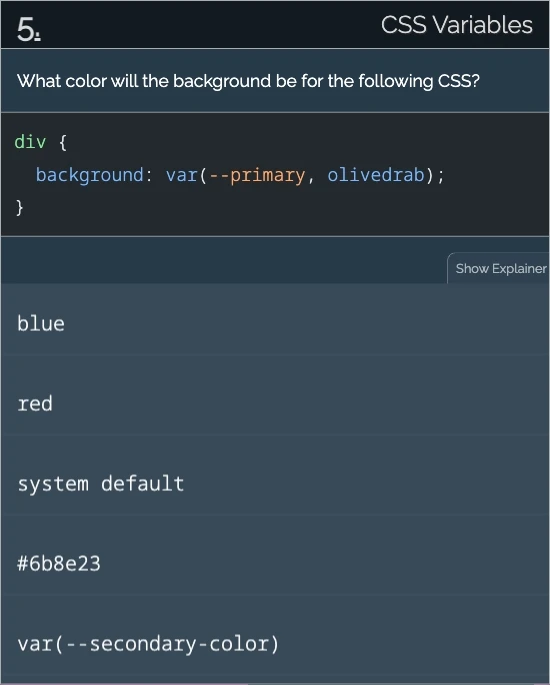 5.
CSS Variables
What color will the background be for the following CSS?
div {
  background: var(--primary, olivedrab);
}
Show Explainer
blue
red
system default
#6b8e23
var(--secondary-color)